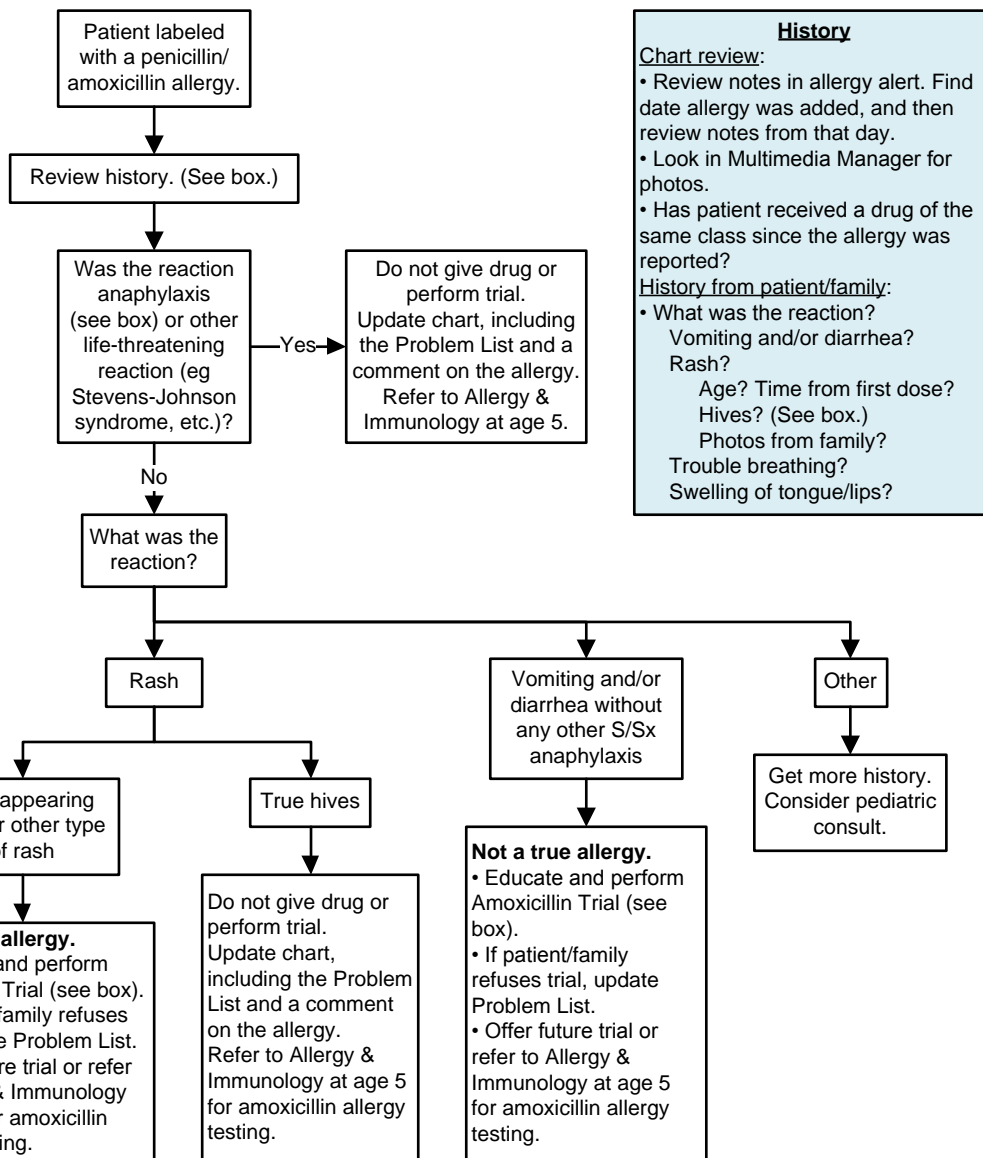 Patient labeled
with a penicillin/
amoxicillin allergy.
Review history. (See box.)
Was the reaction
anaphylaxis
(see box) or other
life-threatening
reaction (eg
Stevens-Johnson
syndrome, etc.)?
Yes
Do not give drug or
perform trial.
Update chart, including
the Problem List and a
comment on the allergy.
Refer to Allergy &
Immunology at age 5.
No
What was the
reaction?
History
Chart review:
• Review notes in allergy alert. Find
date allergy was added, and then
review notes from that day.
• Look in Multimedia Manager for
photos.
• Has patient received a drug of the
same class since the allergy was
reported?
History from patient/family:
• What was the reaction?
Vomiting and/or diarrhea?
Rash?
Age? Time from first dose?
Hives? (See box.)
Photos from family?
Trouble breathing?
Swelling of tongue/lips?
Rash
appearing
other type
rash
allergy.
and perform
Trial (see box).
family refuses
Problem List.
trial or refer
& Immunology
amoxicillin
True hives
Do not give drug or
perform trial.
Update chart,
including the Problem
List and a comment
on the allergy.
Refer to Allergy &
Immunology at age 5
for amoxicillin allergy
testing.
Vomiting and/or
diarrhea without
any other S/Sx
anaphylaxis
Not a true allergy.
• Educate and perform
Amoxicillin Trial (see
box).
• If patient/family
refuses trial, update
Problem List.
• Offer future trial or
refer to Allergy &
Immunology at age 5
for amoxicillin allergy
testing.
Other
Get more history.
Consider pediatric
consult.